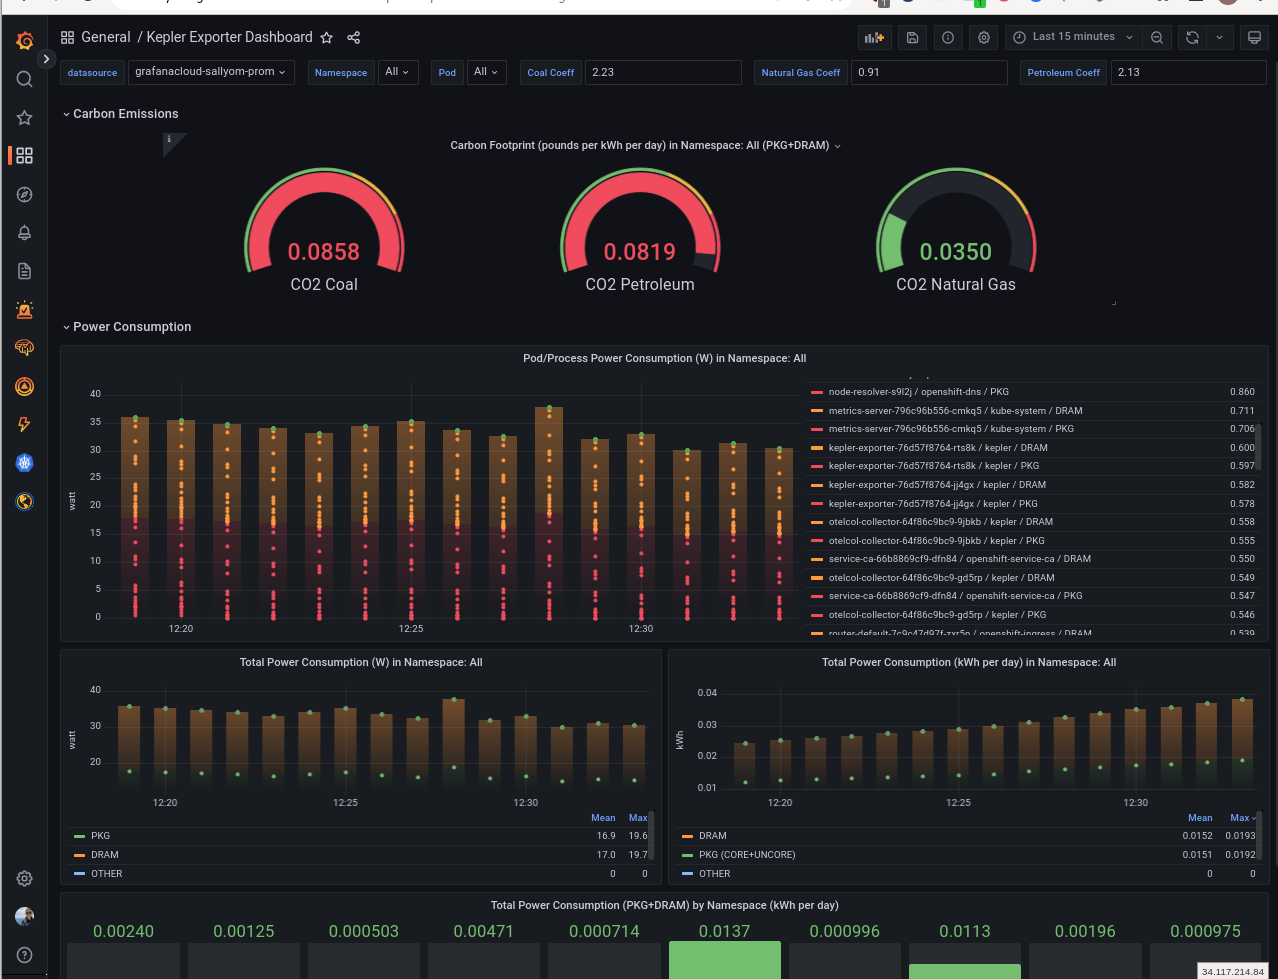 General / Kepler Exporter Dashboard
Last 15 minutes
datasource grafanacloud-sallyom-prom Namespace All Pod All Coal Coeff 2.23 Natural Gas Coeff 0.91 Petroleum Coeff 2.13
Carbon Emissions
i
Carbon Footprint (pounds per kWh per day) in Namespace: All (PKG+DRAM)
0.0858 0.0819 0.0350
CO2 Coal CO2 Petroleum CO2 Natural Gas
Power Consumption
Pod/Process Power Consumption (W) in Namespace: All
40
35
30
25
20
15
10
5
0
watt
12:20 12:25 12:30
node-resolver-s9l2j / openshift-dns / PKG 0.860
metrics-server-796c96b556-cmkq5 / kube-system / DRAM 0.711
metrics-server-796c96b556-cmkq5 / kube-system / PKG 0.706
kepler-exporter-76d57f8764-rts8k / kepler / DRAM 0.600
kepler-exporter-76d57f8764-rts8k / kepler / PKG 0.597
kepler-exporter-76d57f8764-jj4gx / kepler / DRAM 0.582
kepler-exporter-76d57f8764-jj4gx / kepler / PKG 0.578
otelcol-collector-64f86c9bc9-9jbkb / kepler / DRAM 0.558
otelcol-collector-64f86c9bc9-9jbkb / kepler / PKG 0.555
service-ca-66b8869cf9-dfn84 / openshift-service-ca / DRAM 0.550
otelcol-collector-64f86c9bc9-gd5rp / kepler / DRAM 0.549
service-ca-66b8869cf9-dfn84 / openshift-service-ca / PKG 0.547
otelcol-collector-64f86c9bc9-gd5rp / kepler / PKG 0.546
router-default-7c9c47d97f-zxr5p / openshift-ingress / DRAM 0.539
Total Power Consumption (W) in Namespace: All
40
30
20
watt
12:20 12:25 12:30
Mean Max
PKG 16.9 19.6
DRAM 17.0 19.7
OTHER 0 0
Total Power Consumption (kWh per day) in Namespace: All
0.04
0.03
0.02
0.01
kWh
12:20 12:25 12:30
Mean Max
DRAM 0.0152 0.0193
PKG (CORE+UNCORE) 0.0151 0.0192
OTHER 0 0
Total Power Consumption (PKG+DRAM) by Namespace (kWh per day)
0.00240 0.00125 0.000503 0.00471 0.000714 0.0137 0.000996 0.0113 0.00196 0.000975
34.117.214.84